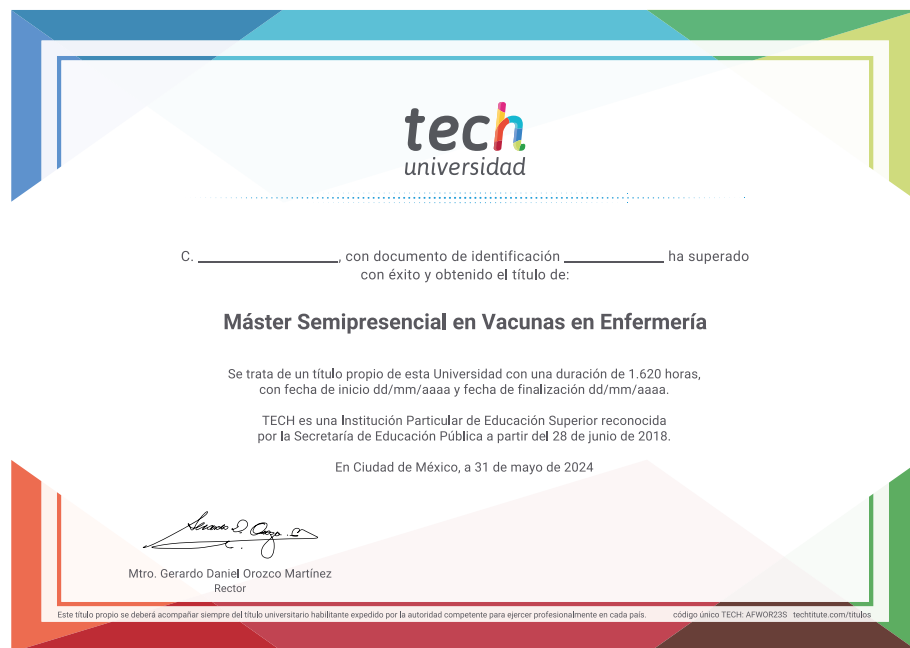 tech
universidad
C. ____________________, con documento de identificación ______________ ha superado
con éxito y obtenido el título de:
Máster Semipresencial en Vacunas en Enfermería
Se trata de un título propio de esta Universidad con una duración de 1.620 horas,
con fecha de inicio dd/mm/aaaa y fecha de finalización dd/mm/aaaa.
TECH es una Institución Particular de Educación Superior reconocida
por la Secretaría de Educación Pública a partir del 28 de junio de 2018.
En Ciudad de México, a 31 de mayo de 2024
Mtro. Gerardo Daniel Orozco Martínez
Rector
Este título propio se deberá acompañar siempre del título universitario habilitante expedido por la autoridad competente para ejercer profesionalmente en cada país. código único TECH: AFWOR23S techtitute.com/titulos